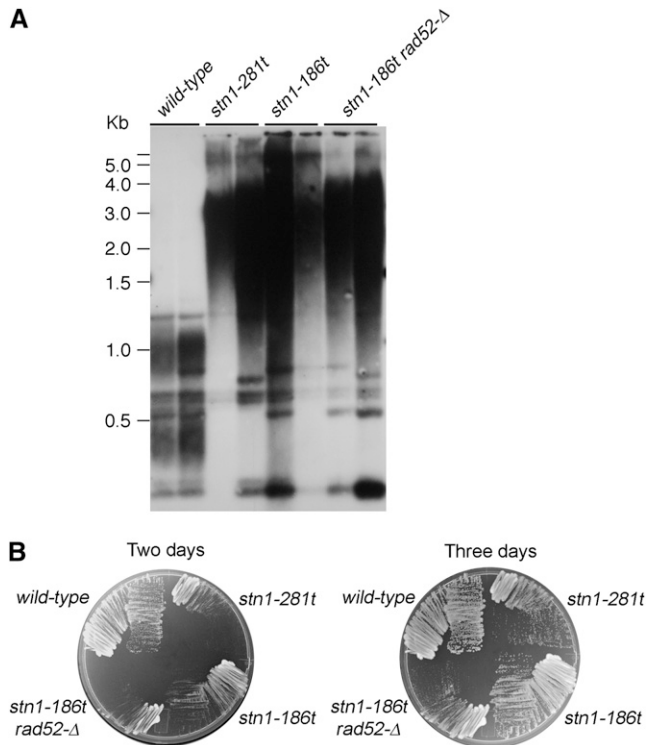 A
wild-type
stn1-281t
stn1-186t
stn1-186t rad52-Δ
Kb
5.0
4.0
3.0
2.0
1.5
1.0
0.5
B
Two days
wild-type
stn1-281t
stn1-186t
rad52-Δ
stn1-186t
Three days
wild-type
stn1-281t
stn1-186t
rad52-Δ
stn1-186t